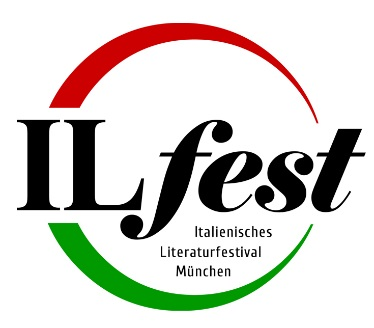 ILfest
Italienisches
Literaturfestival
München